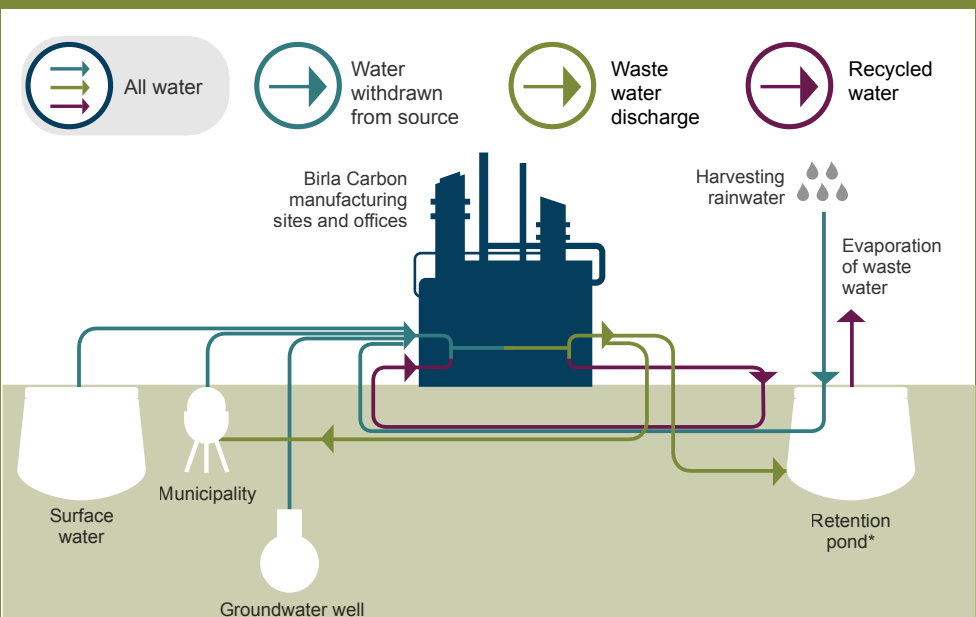 All water
Water
withdrawn
from source
Waste
water
discharge
Recycled
water
Birla Carbon
manufacturing
sites and offices
Harvesting
rainwater
Evaporation
of waste
water
Surface
water
Municipality
Groundwater well
Retention
pond*